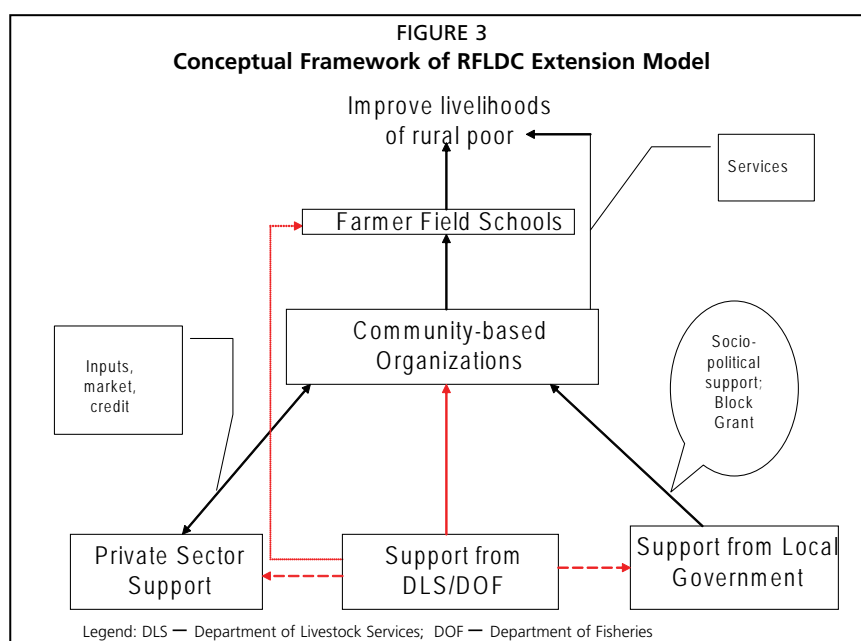 FIGURE 3
Conceptual Framework of RFLDC Extension Model
Improve livelihoods
of rural poor
Services
Farmer Field Schools
Community-based
Organizations
Inputs,
market,
credit
Socio-
political
support;
Block
Grant
Private Sector
Support
Support from
DLS/DOF
Support from Local
Government
Legend: DLS — Department of Livestock Services; DOF — Department of Fisheries